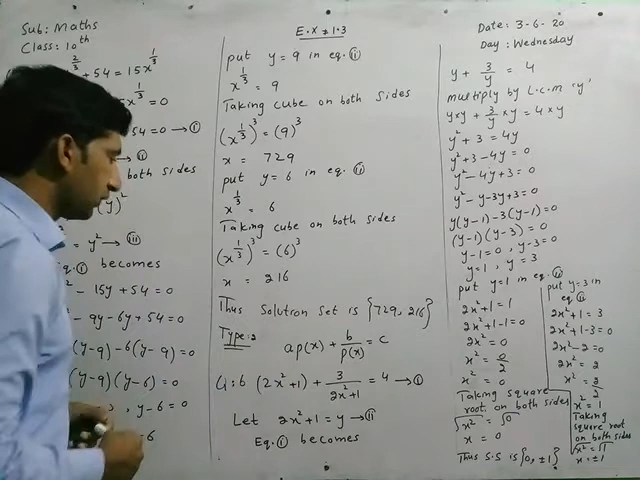 Sub: Maths
Class: 10th
2/3 + 54 = 15x^1/3
x^1/3 = 0
54 = 0 → (i)
→ (ii)
both sides
(y)²
= y² → (iii)
Eq. (i) becomes
- 15y + 54 = 0
- 9y - 6y + 54 = 0
(y-9) - 6(y-9) = 0
(y-9)(y-6) = 0
, y-6 = 0
6
E.X # 1.3
put y = 9 in eq. (ii)
x^1/3 = 9
Taking cube on both sides
(x^1/3)³ = (9)³
x = 729
put y = 6 in eq. (ii)
x^1/3 = 6
Taking cube on both sides
(x^1/3)³ = (6)³
x = 216
Thus Solution set is {729, 216}
Type: 2
ap(x) + b/p(x) = c
Q:6 (2x²+1) + 3/2x²+1 = 4 → (i)
Let 2x²+1 = y → (ii)
Eq. (i) becomes
Date: 3-6-20
Day: Wednesday
y + 3/y = 4
multiply by L.C.M "y"
y×y + 3/y × y = 4 × y
y² + 3 = 4y
y² + 3 - 4y = 0
y² - 4y + 3 = 0
y² - y - 3y + 3 = 0
y(y-1) - 3(y-1) = 0
(y-1)(y-3) = 0
y-1=0 , y-3=0
y=1 , y=3
put y=1 in eq. (ii)
2x²+1 = 1
2x²+1-1 = 0
2x² = 0
x² = 0/2
x² = 0
Taking square
root on both sides
√x² = √0
x = 0
Thus S.S is {0, ±1}
put y=3 in
eq (ii)
2x²+1 = 3
2x²+1-3=0
2x²-2=0
2x² = 2
x² = 2/2
x² = 1
Taking
square root
on both sides
√x² = √1
x = ±1